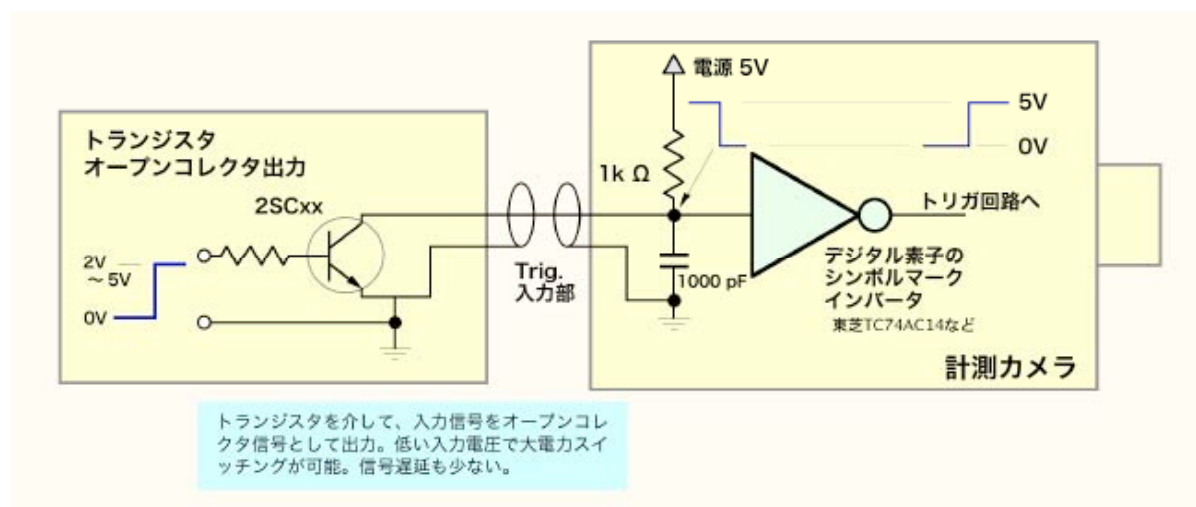 トランジスタ
オープンコレクタ出力
2SCxx
2V
～ 5V
0V
Trig.
入力部
電源 5V
5V
0V
1k Ω
1000 pF
トリガ回路へ
デジタル素子の
シンボルマーク
インバータ
東芝TC74AC14など
計測カメラ
トランジスタを介して、入力信号をオープンコレ
クタ信号として出力。低い入力電圧で大電力スイ
ッチングが可能。信号遅延も少ない。